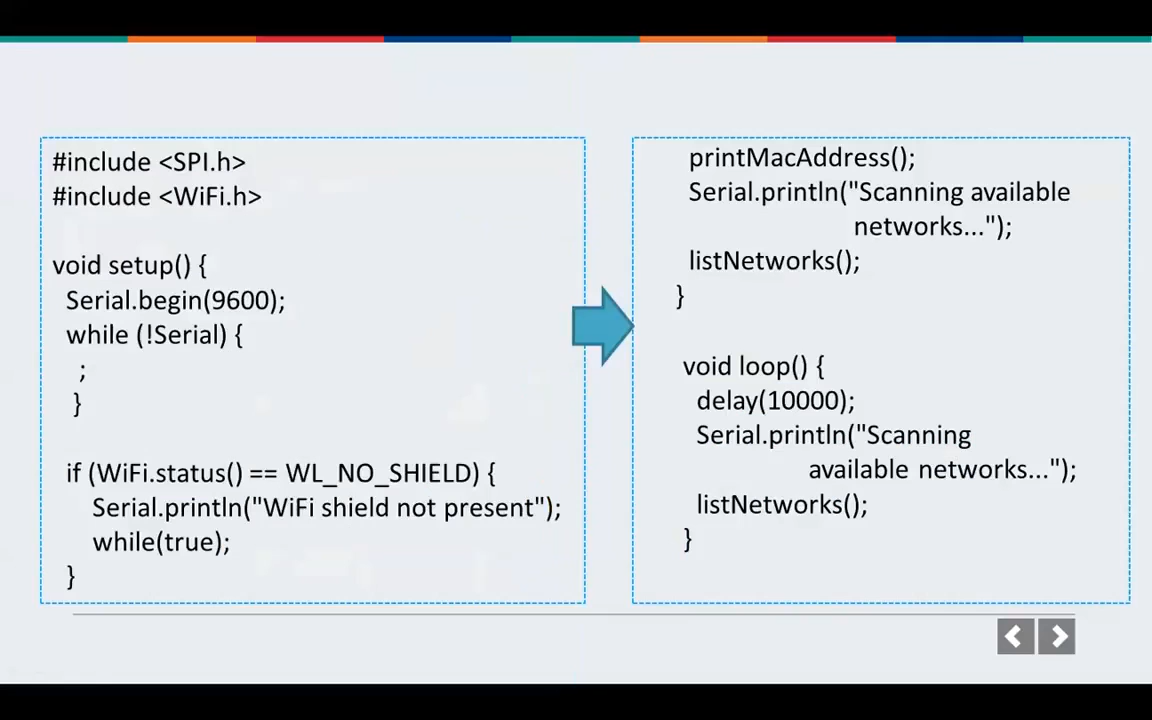 #include <SPI.h>
#include <WiFi.h>
void setup() {
Serial.begin(9600);
while (!Serial) {
;
}
if (WiFi.status() == WL_NO_SHIELD) {
Serial.println("WiFi shield not present");
while(true);
}
printMacAddress();
Serial.println("Scanning available
networks...");
listNetworks();
}
void loop() {
delay(10000);
Serial.println("Scanning
available networks...");
listNetworks();
}